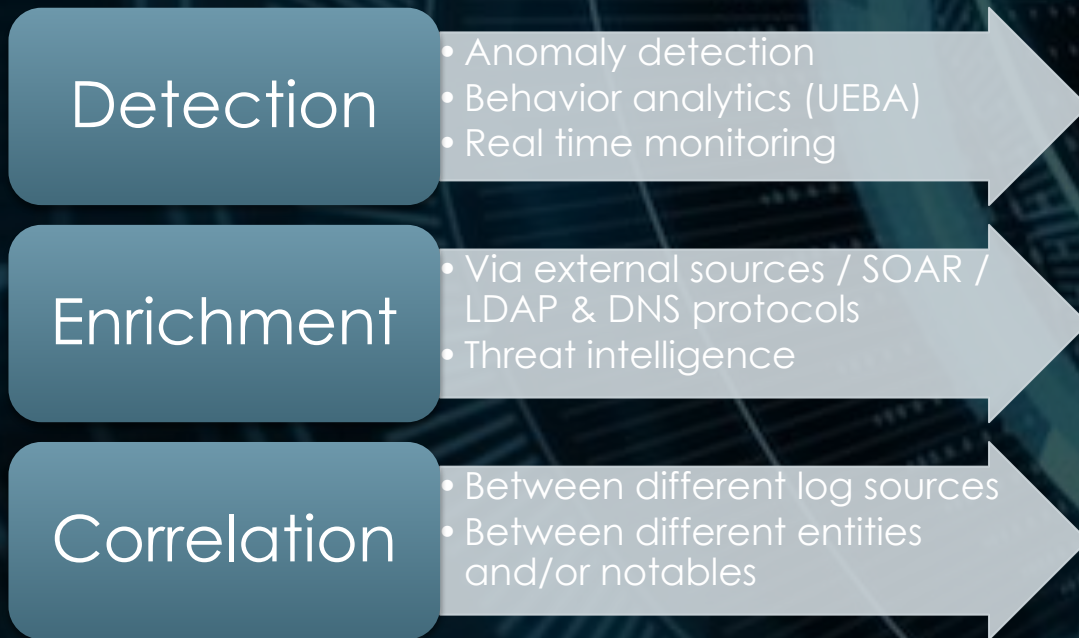 Detection
• Anomaly detection
• Behavior analytics (UEBA)
• Real time monitoring
Enrichment
• Via external sources / SOAR /
LDAP & DNS protocols
• Threat intelligence
Correlation
• Between different log sources
• Between different entities
and/or notables